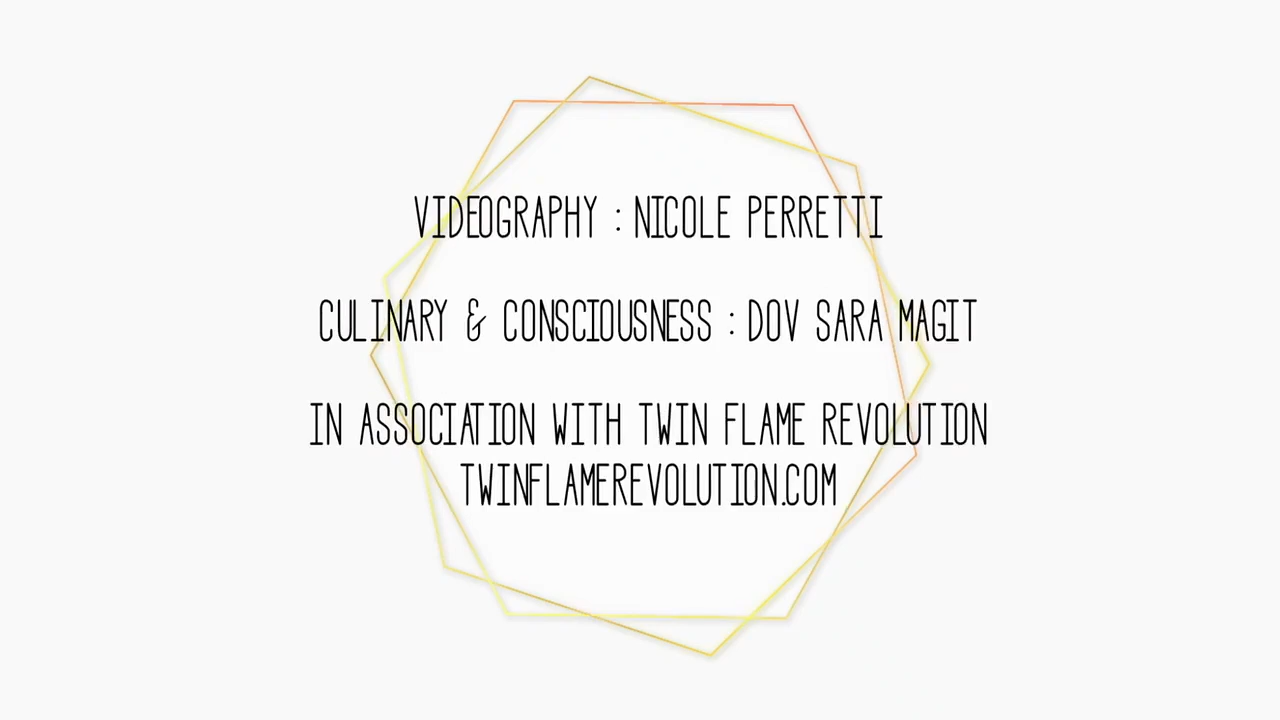 VIDEOGRAPHY : NICOLE PERRETTI
CULINARY & CONSCIOUSNESS : DOV SARA MAGIT
IN ASSOCIATION WITH TWIN FLAME REVOLUTION
TWINFLAMEREVOLUTION.COM